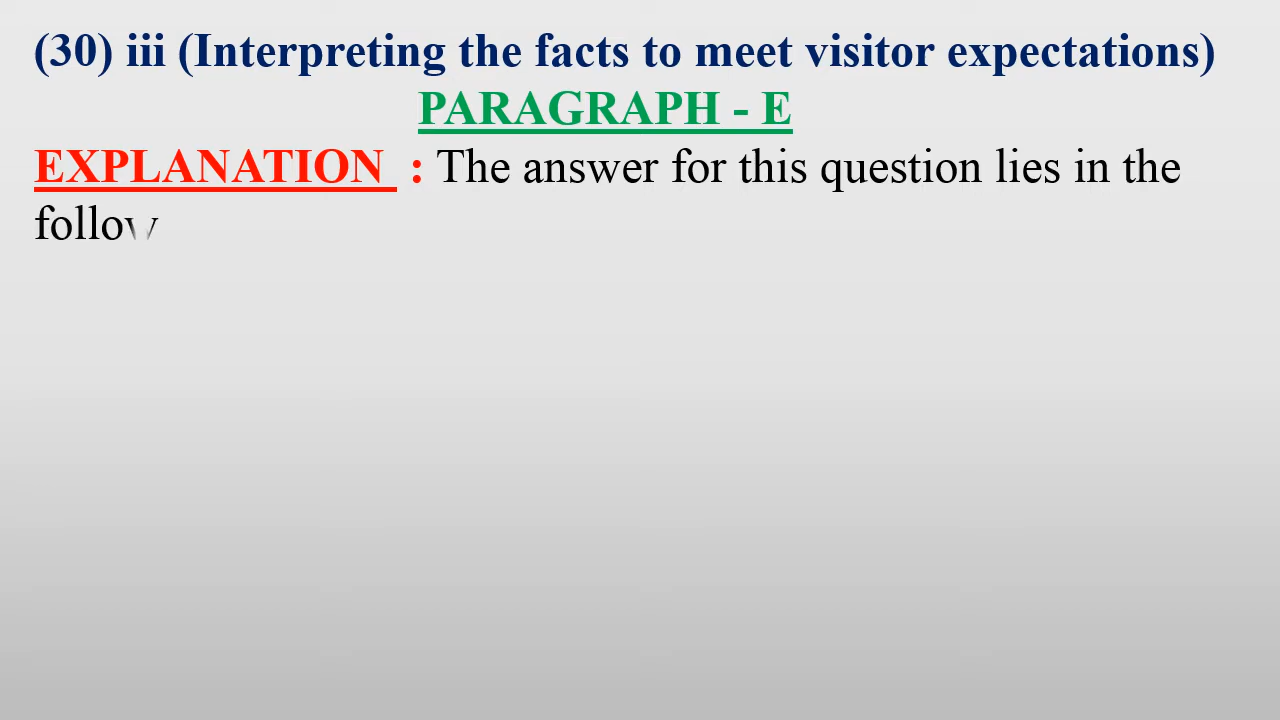 (30) iii (Interpreting the facts to meet visitor expectations)
PARAGRAPH - E
EXPLANATION : The answer for this question lies in the
follow